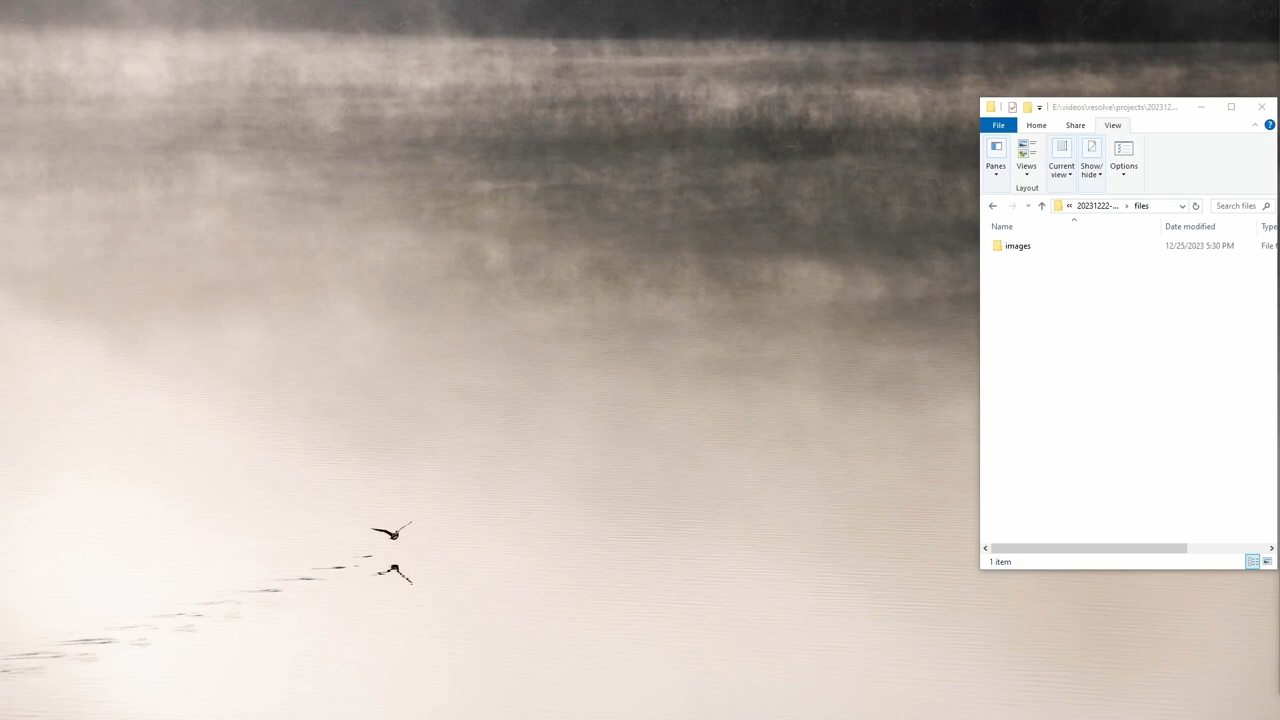 E:\videos\resolve\projects\202312...
File Home Share View
Panes Views Current view Show/hide Options
Layout
« 20231222-... › files Search files
Name Date modified Type
images 12/25/2023 5:30 PM File f
1 item